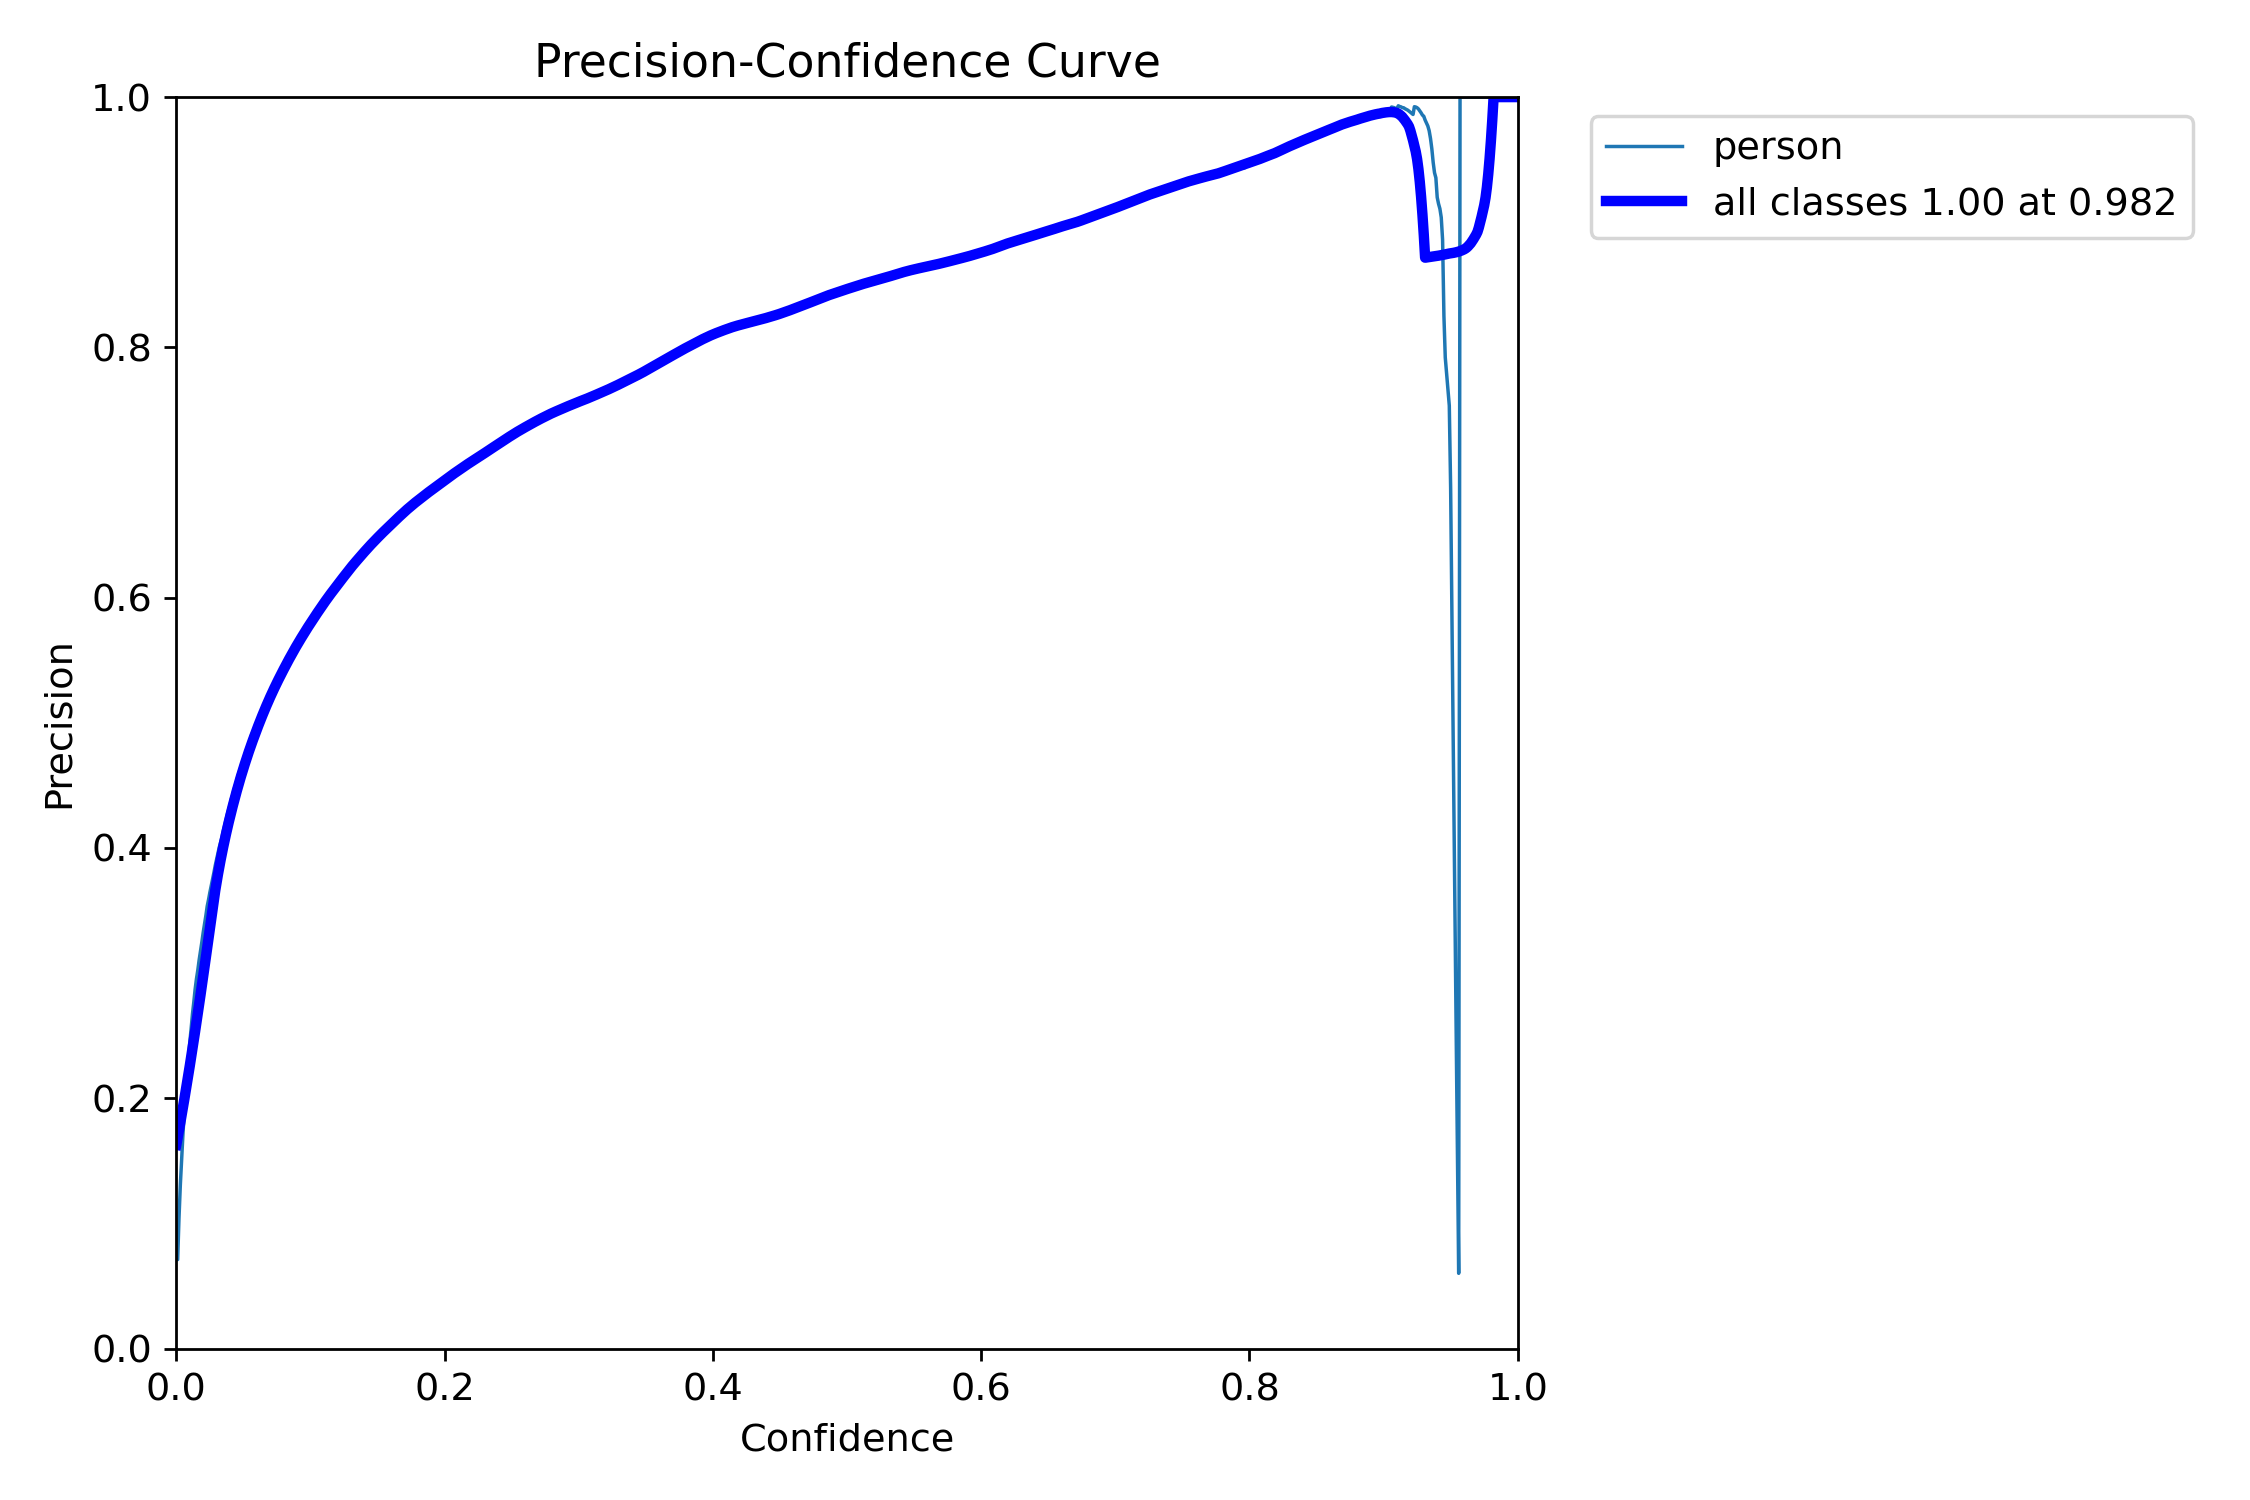 Precision-Confidence Curve
1.0
0.8
0.6
0.4
0.2
0.0
Precision
0.0 0.2 0.4 0.6 0.8 1.0
Confidence
person
all classes 1.00 at 0.982